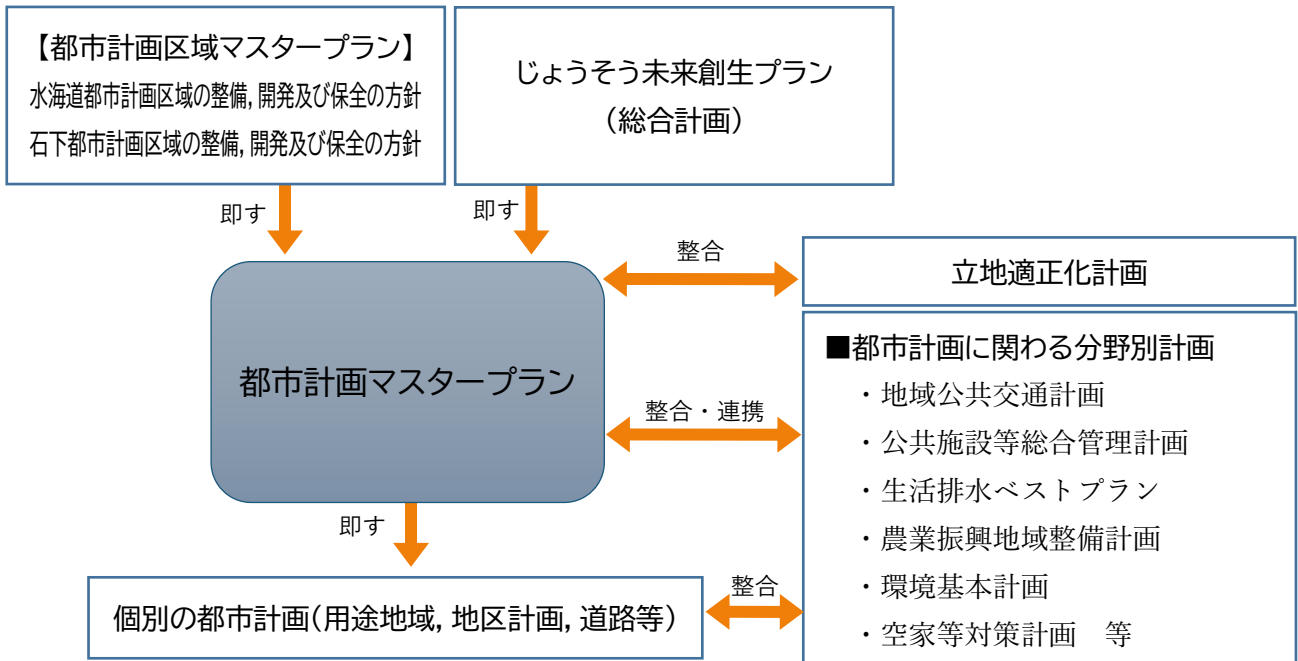 【都市計画区域マスタープラン】
水海道都市計画区域の整備,開発及び保全の方針
石下都市計画区域の整備,開発及び保全の方針
じょうそう未来創生プラン
（総合計画）
即す
即す
整合
立地適正化計画
都市計画マスタープラン
整合・連携
■都市計画に関わる分野別計画
・地域公共交通計画
・公共施設等総合管理計画
・生活排水ベストプラン
・農業振興地域整備計画
・環境基本計画
・空家等対策計画　等
即す
個別の都市計画（用途地域,地区計画,道路等）
整合